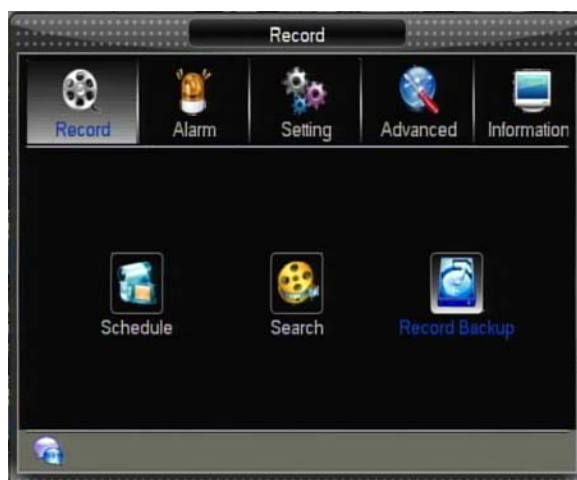 Record
Record Alarm Setting Advanced Information
Schedule Search Record Backup